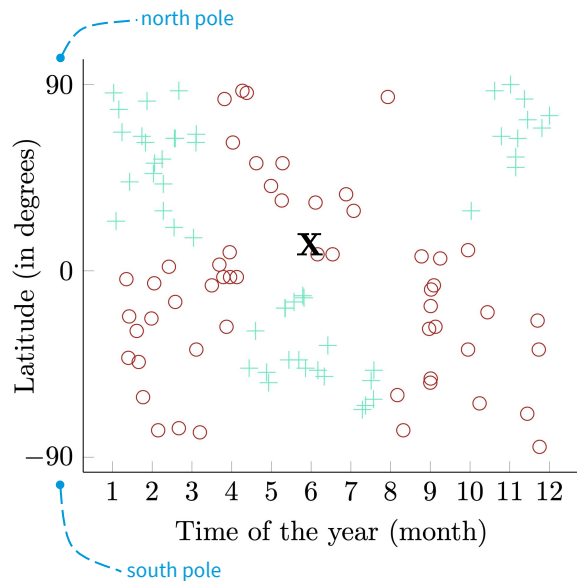 north pole
90
0
−90
Latitude (in degrees)
X
1 2 3 4 5 6 7 8 9 10 11 12
Time of the year (month)
south pole